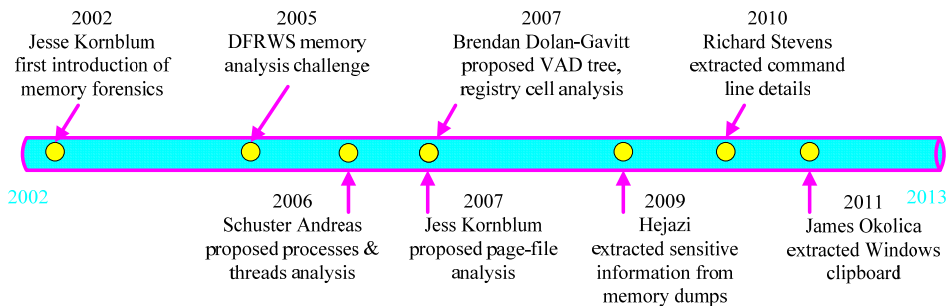 2002
Jesse Kornblum
first introduction of
memory forensics
2005
DFRWS memory
analysis challenge
2007
Brendan Dolan-Gavitt
proposed VAD tree,
registry cell analysis
2010
Richard Stevens
extracted command
line details
2002
2013
2006
Schuster Andreas
proposed processes &
threads analysis
2007
Jess Kornblum
proposed page-file
analysis
2009
Hejazi
extracted sensitive
information from
memory dumps
2011
James Okolica
extracted Windows
clipboard